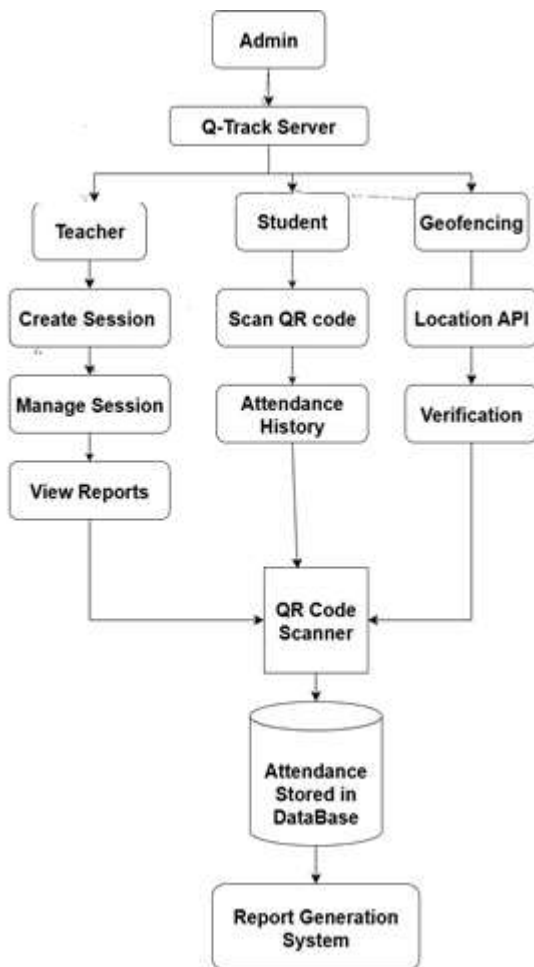 Admin
Q-Track Server
Teacher
Student
Geofencing
Create Session
Scan QR code
Location API
Manage Session
Attendance
History
Verification
View Reports
QR Code
Scanner
Attendance
Stored in
DataBase
Report Generation
System